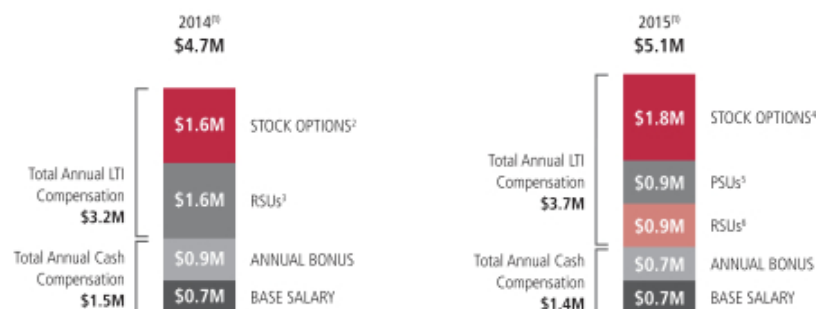 2014(1)
$4.7M
Total Annual LTI
Compensation
$3.2M
$1.6M STOCK OPTIONS2
$1.6M RSUs3
Total Annual Cash
Compensation
$1.5M
$0.9M ANNUAL BONUS
$0.7M BASE SALARY
2015(1)
$5.1M
Total Annual LTI
Compensation
$3.7M
$1.8M STOCK OPTIONS4
$0.9M PSUs5
$0.9M RSUs6
Total Annual Cash
Compensation
$1.4M
$0.7M ANNUAL BONUS
$0.7M BASE SALARY